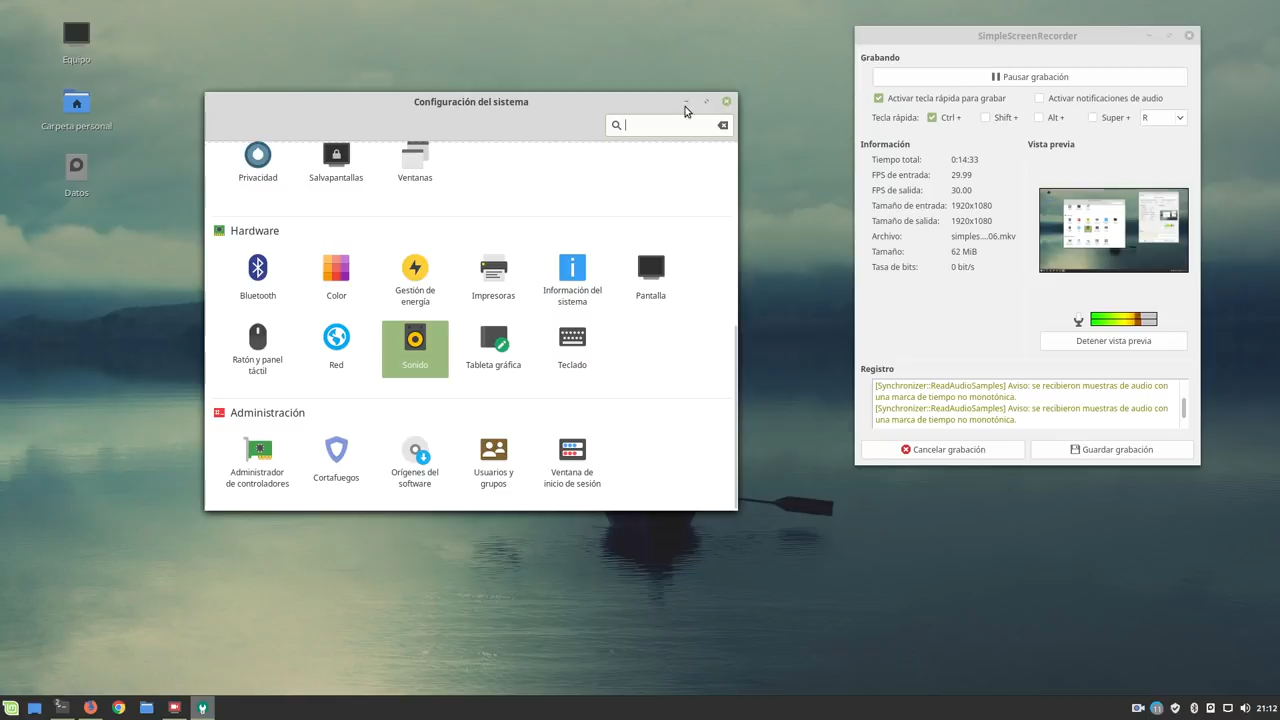 Equipo
Carpeta personal
Datos
Configuración del sistema
Privacidad
Salvapantallas
Ventanas
Hardware
Bluetooth
Color
Gestión de
energía
Impresoras
Información del
sistema
Pantalla
Ratón y panel
táctil
Red
Sonido
Tableta gráfica
Teclado
Administración
Administrador
de controladores
Cortafuegos
Orígenes del
software
Usuarios y
grupos
Ventana de
inicio de sesión
SimpleScreenRecorder
Grabando
Pausar grabación
Activar tecla rápida para grabar
Activar notificaciones de audio
Tecla rápida: Ctrl + Shift + Alt + Super + R
Información
Vista previa
Tiempo total: 0:14:33
FPS de entrada: 29.99
FPS de salida: 30.00
Tamaño de entrada: 1920x1080
Tamaño de salida: 1920x1080
Archivo: simples....06.mkv
Tamaño: 62 MiB
Tasa de bits: 0 bit/s
Detener vista previa
Registro
[Synchronizer::ReadAudioSamples] Aviso: se recibieron muestras de audio con
una marca de tiempo no monotónica.
[Synchronizer::ReadAudioSamples] Aviso: se recibieron muestras de audio con
una marca de tiempo no monotónica.
Cancelar grabación
Guardar grabación
21:12